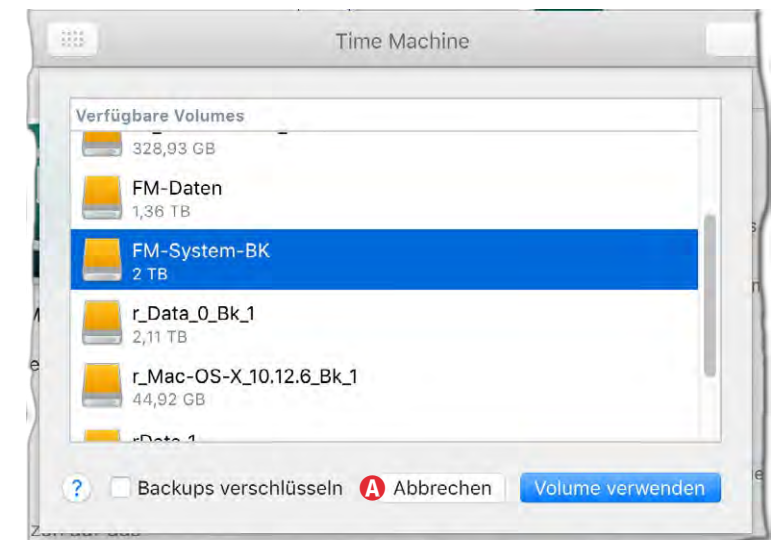 Time Machine
Verfügbare Volumes
328,93 GB
FM-Daten
1,36 TB
FM-System-BK
2 TB
r_Data_0_Bk_1
2,11 TB
r_Mac-OS-X_10.12.6_Bk_1
44,92 GB
? Backups verschlüsseln A Abbrechen Volume verwenden